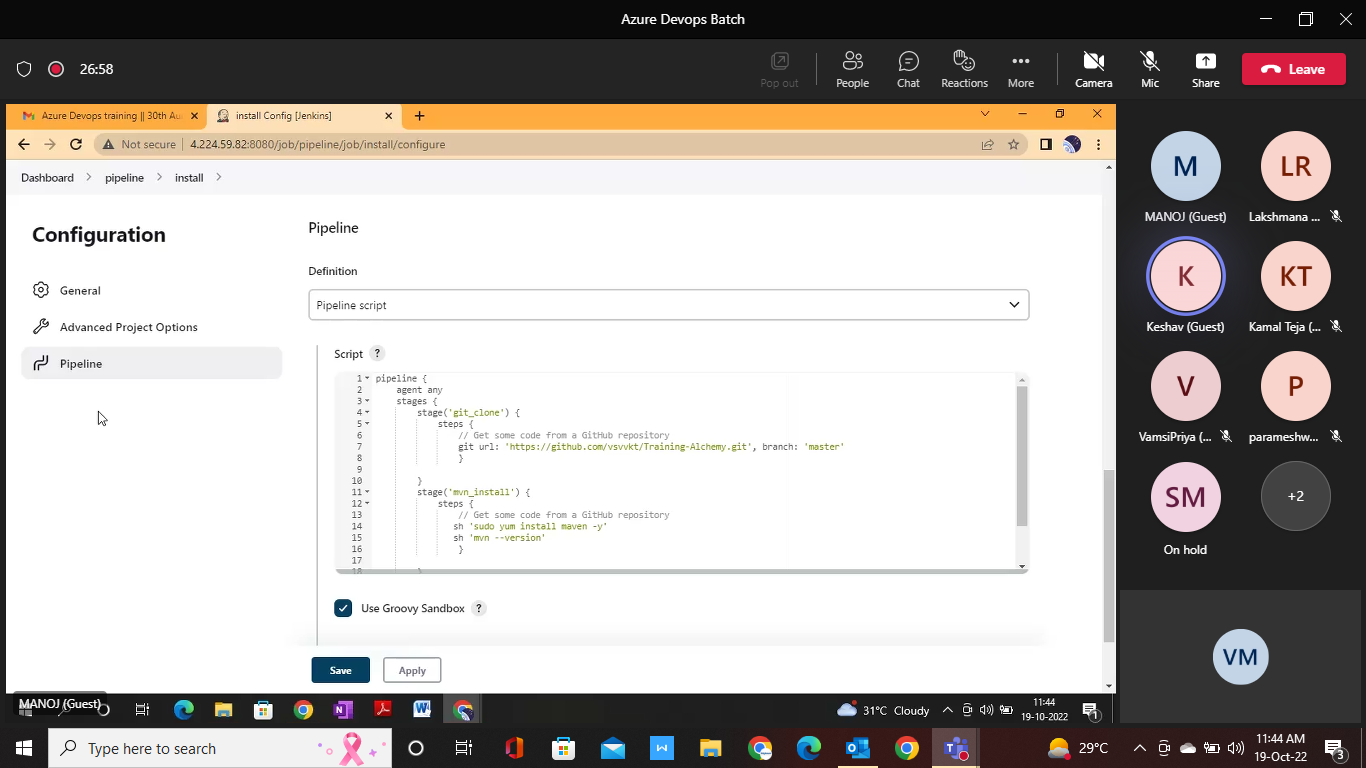 Azure Devops Batch
26:58
Pop out
People
Chat
Reactions
More
Camera
Mic
Share
Leave
Azure Devops training || 30th Au
install Config [Jenkins]
Not secure
4.224.59.82:8080/job/pipeline/job/install/configure
Dashboard
pipeline
install
Configuration
General
Advanced Project Options
Pipeline
Pipeline
Definition
Pipeline script
Script ?
1 pipeline {
2 agent any
3 stages {
4 stage('git_clone') {
5 steps {
6 // Get some code from a GitHub repository
7 git url: 'https://github.com/vsvvkt/Training-Alchemy.git', branch: 'master'
8 }
9
10 }
11 stage('mvn_install') {
12 steps {
13 // Get some code from a GitHub repository
14 sh 'sudo yum install maven -y'
15 sh 'mvn --version'
16 }
17
18 }
Use Groovy Sandbox ?
Save
Apply
M
MANOJ (Guest)
LR
Lakshmana ...
K
Keshav (Guest)
KT
Kamal Teja (...
V
VamsiPriya (...
P
parameshw...
SM
On hold
+2
VM
MANOJ (Guest)
31°C Cloudy
11:44
19-10-2022
1
Type here to search
29°C
11:44 AM
19-Oct-22
3